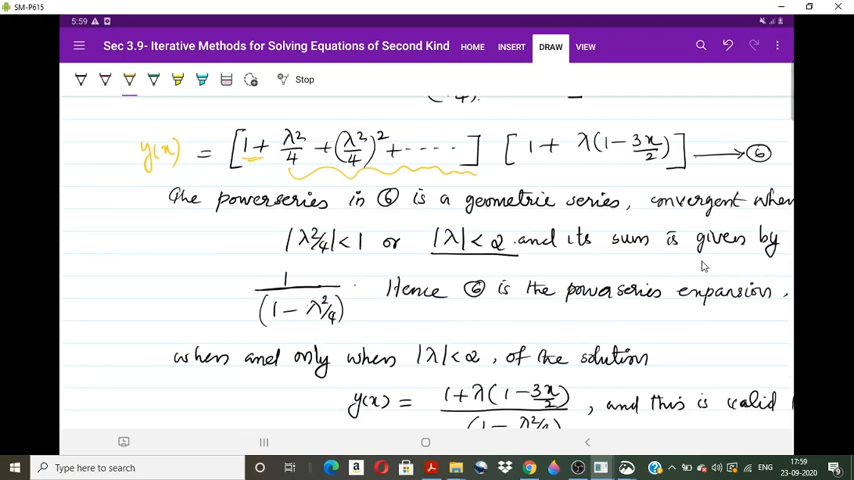 SM-P615
5:59
Sec 3.9- Iterative Methods for Solving Equations of Second Kind HOME INSERT DRAW VIEW
Stop
y(x) = [1 + λ²/4 + (λ²/4)² + ····] [1 + λ(1 - 3x/2)] → ⑥
The powerseries in ⑥ is a geometric series, convergent when
|λ²/4| < 1 or |λ| < 2 and its sum is given by
1/(1 - λ²/4). Hence ⑥ is the powerseries expansion,
when and only when |λ| < 2, of the solution
y(x) = (1 + λ(1 - 3x/2))/(1 - λ²/4), and this is valid
Type here to search
ENG
17:59
23-09-2020